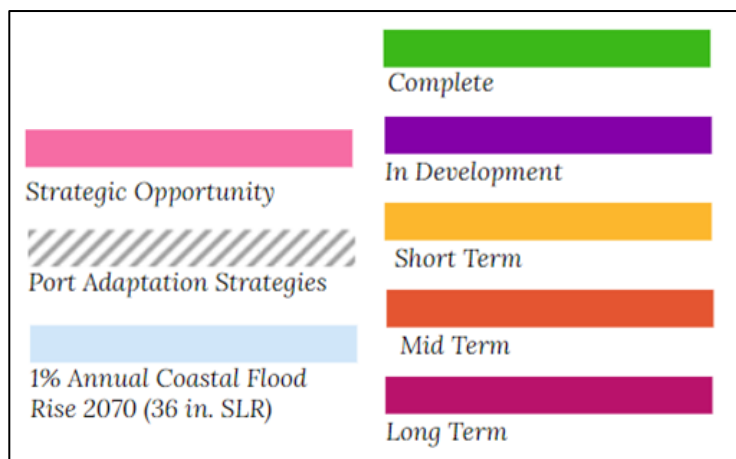 Strategic Opportunity
Port Adaptation Strategies
1% Annual Coastal Flood
Rise 2070 (36 in. SLR)
Complete
In Development
Short Term
Mid Term
Long Term